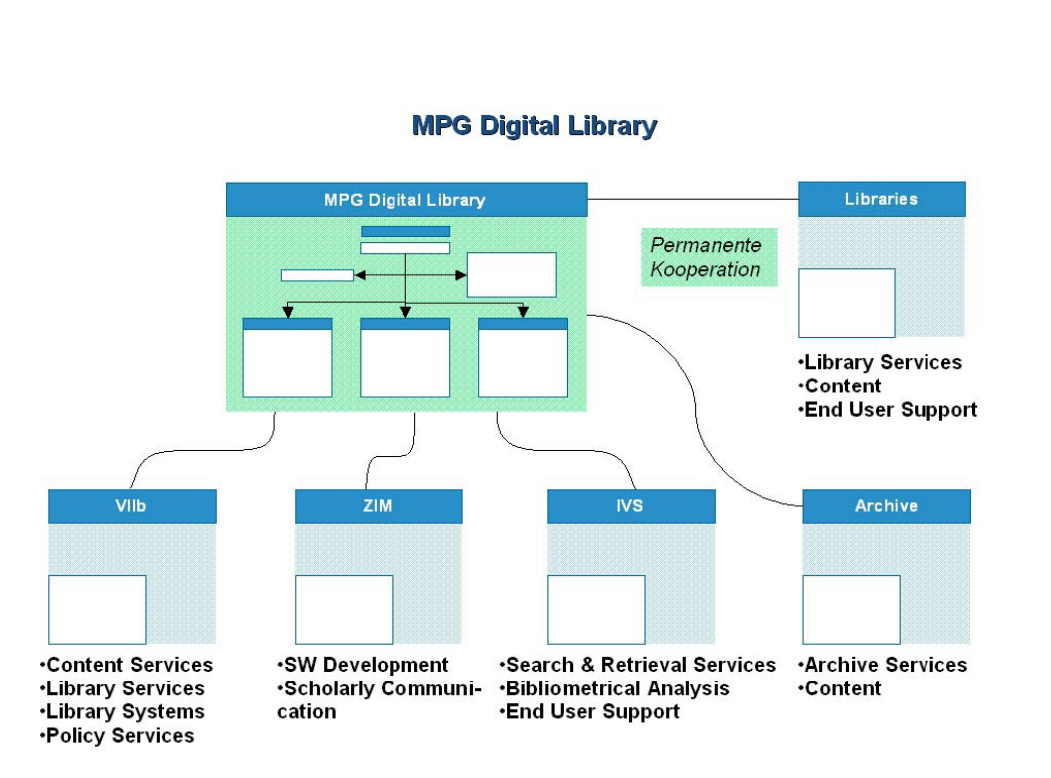 MPG Digital Library
MPG Digital Library
Libraries
Permanente
Kooperation
•Library Services
•Content
•End User Support
VIIb
ZIM
IVS
Archive
•Content Services
•Library Services
•Library Systems
•Policy Services
•SW Development
•Scholarly Communi-
cation
•Search & Retrieval Services
•Bibliometrical Analysis
•End User Support
•Archive Services
•Content